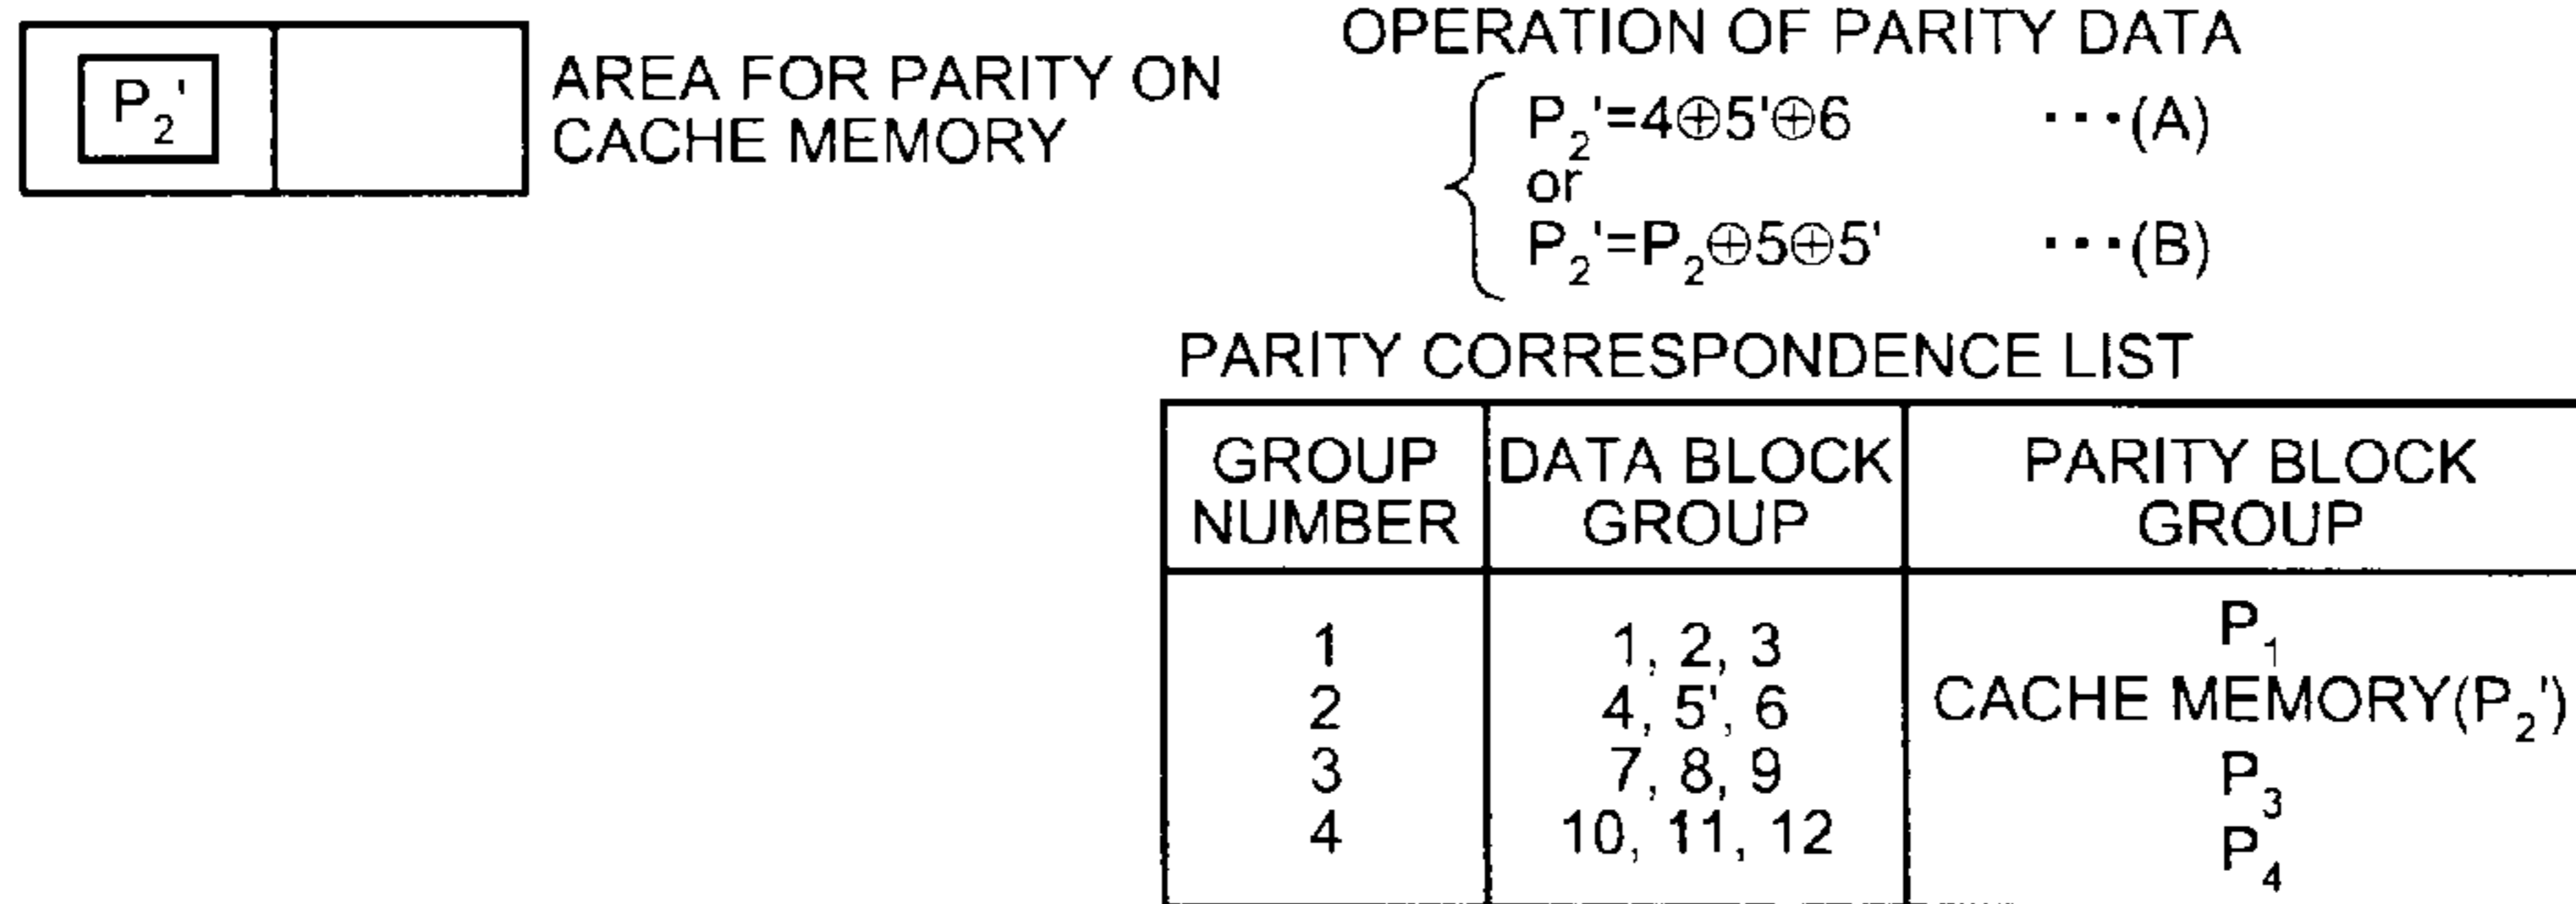 P₂'
AREA FOR PARITY ON
CACHE MEMORY
OPERATION OF PARITY DATA
P₂'=4⊕5'⊕6 ···(A)
or
P₂'=P₂⊕5⊕5' ···(B)
PARITY CORRESPONDENCE LIST
GROUP NUMBER DATA BLOCK GROUP PARITY BLOCK GROUP
1 1, 2, 3 P₁
2 4, 5', 6 CACHE MEMORY(P₂')
3 7, 8, 9 P₃
4 10, 11, 12 P₄